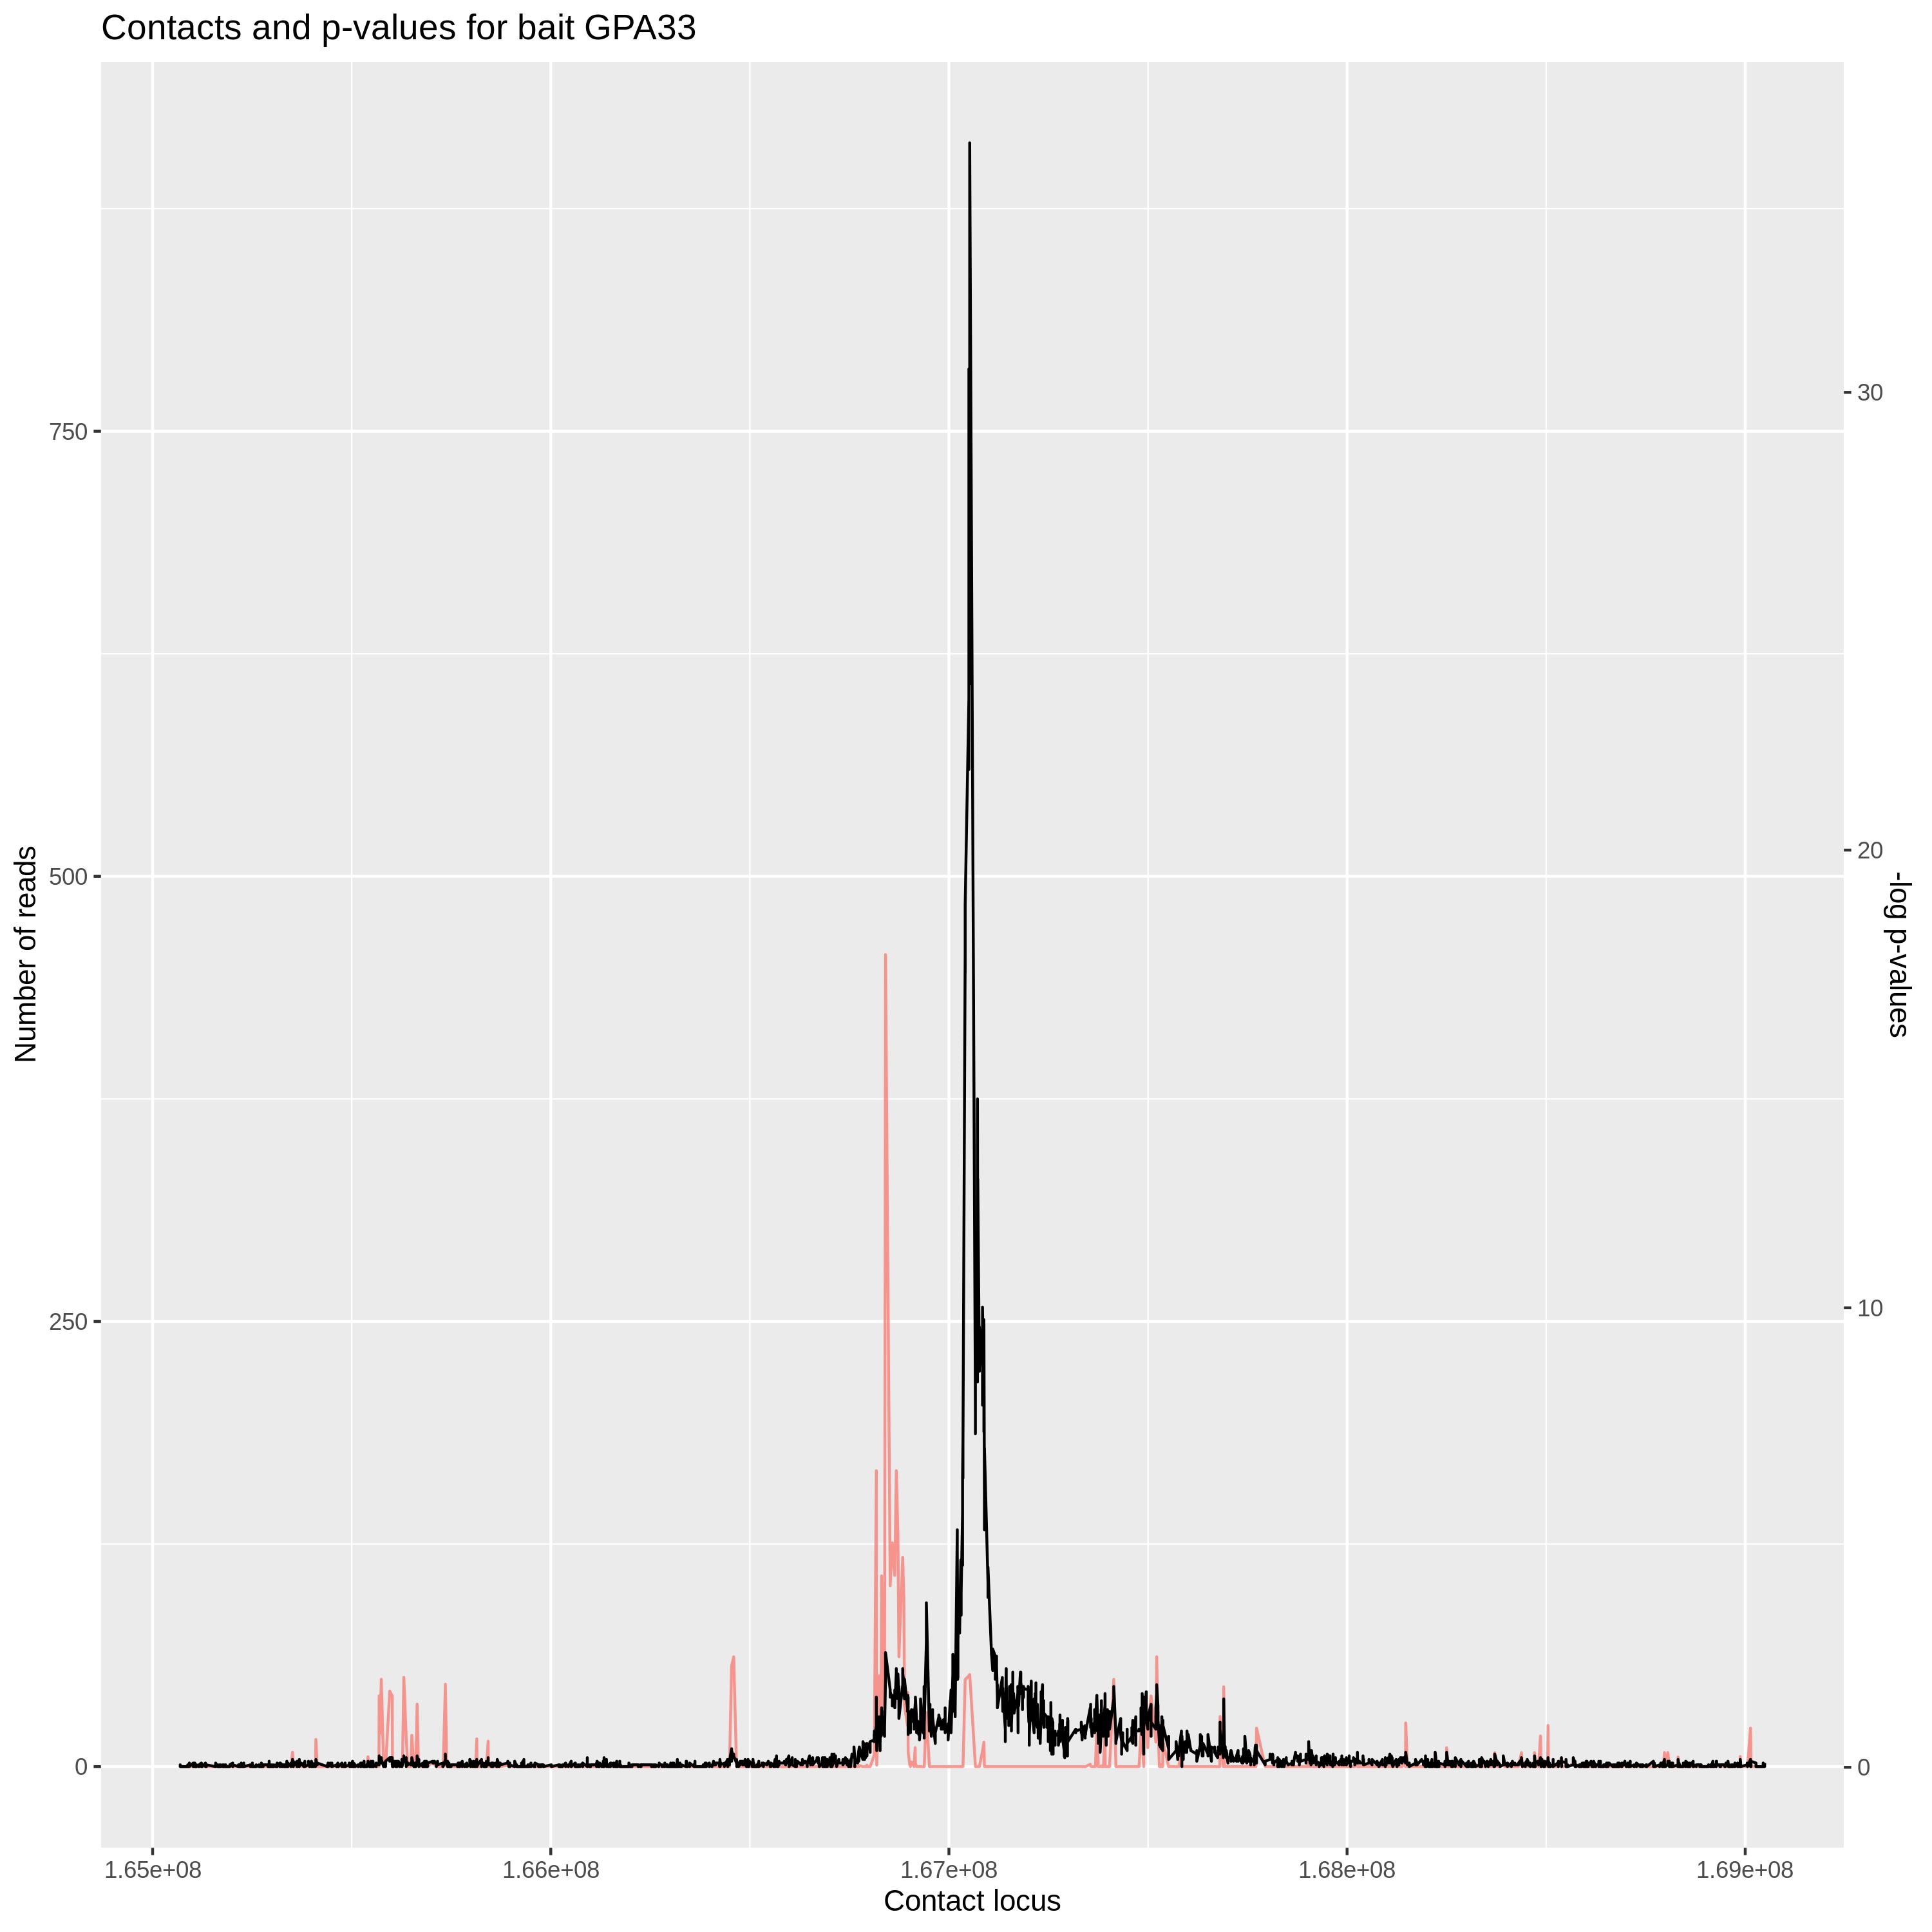 Contacts and p-values for bait GPA33
Number of reads
750
500
250
0
30
20
10
0
-log p-values
1.65e+08
1.66e+08
1.67e+08
1.68e+08
1.69e+08
Contact locus